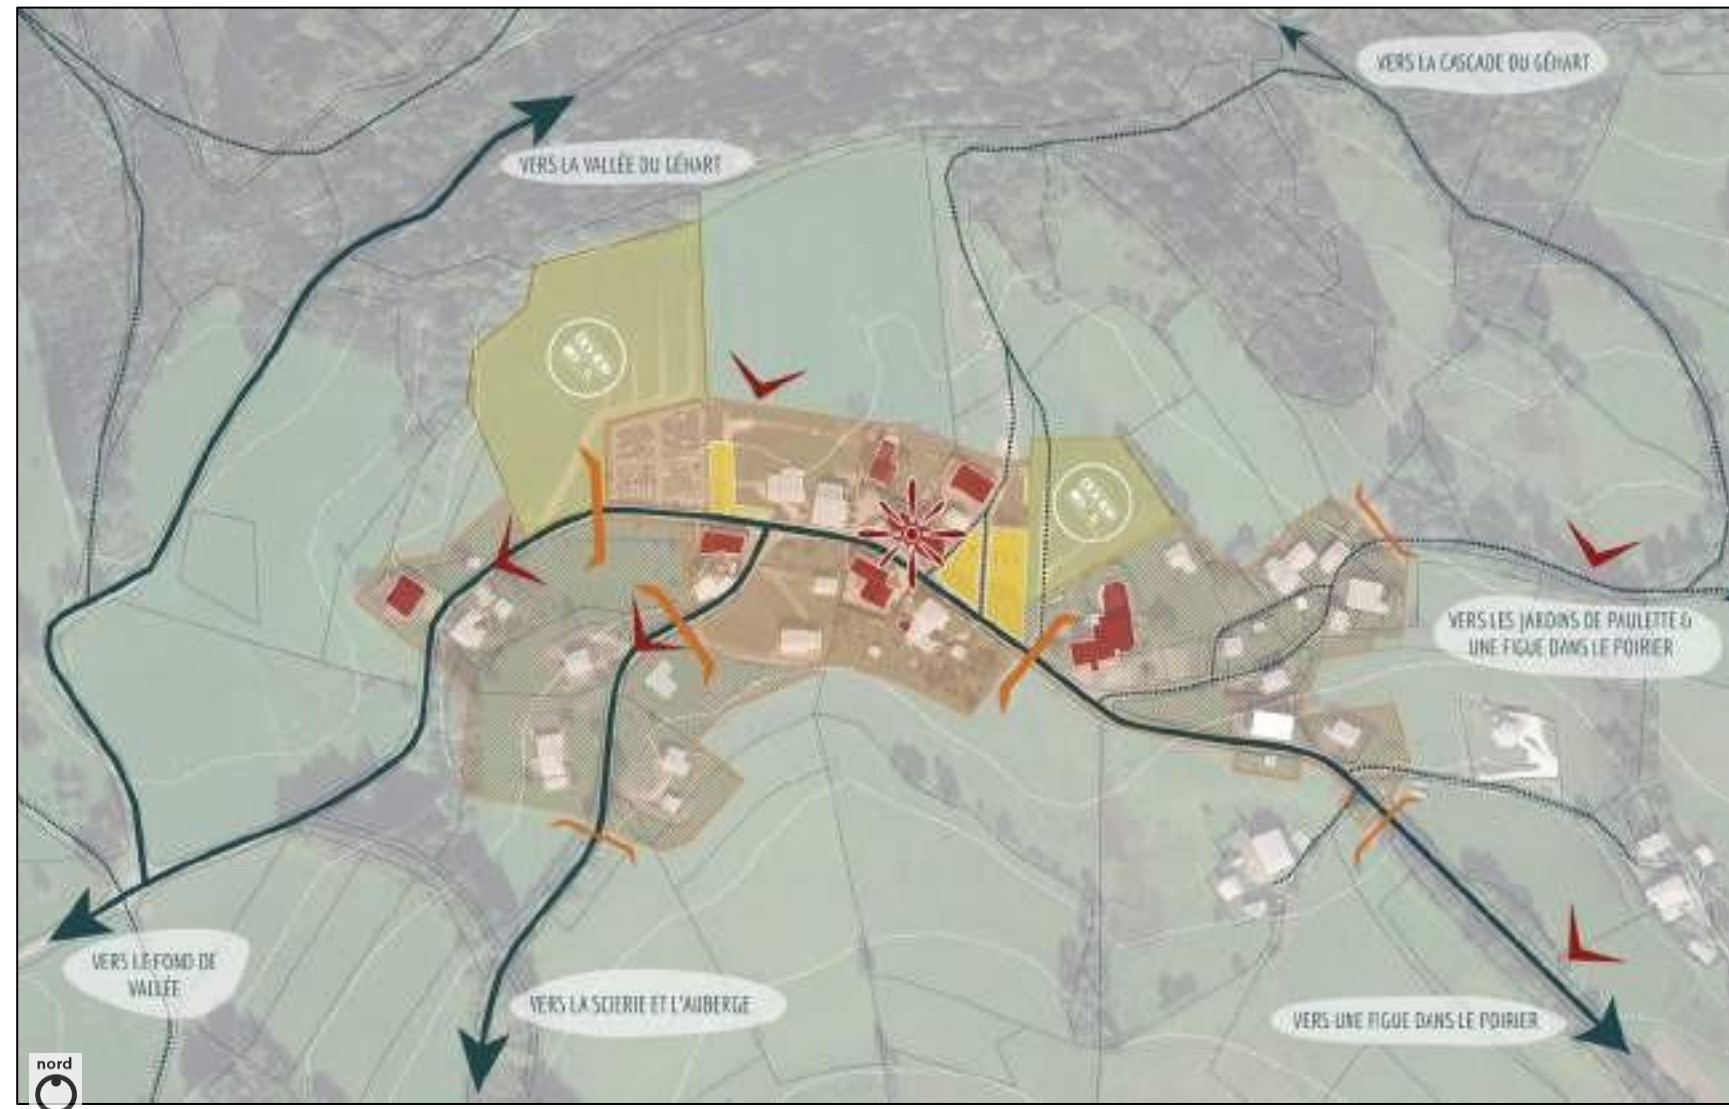 VERS LA CASCADE DU GÉHART
VERS LA VALLÉE DU GÉHART
VERS LES JARDINS DE PAULETTE &
UNE FIGUE DANS LE POIRIER
VERS LE FOND DE
VALLÉE
VERS LA SCIERIE ET L'AUBERGE
VERS UNE FIGUE DANS LE POIRIER
nord